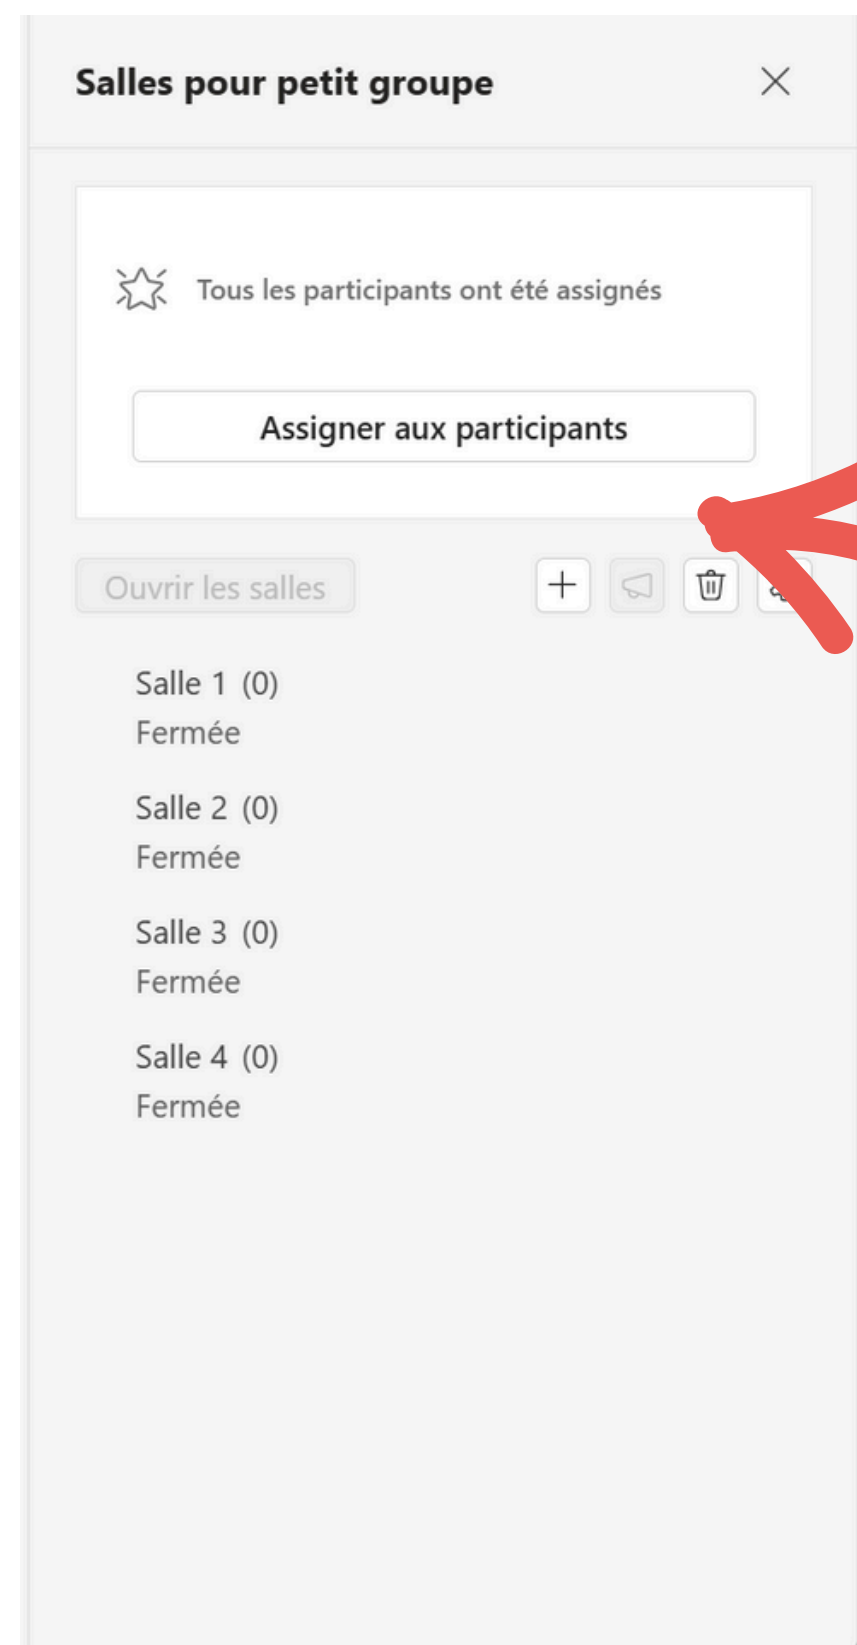 Salles pour petit groupe
Tous les participants ont été assignés
Assigner aux participants
Ouvrir les salles
Salle 1 (0)
Fermée
Salle 2 (0)
Fermée
Salle 3 (0)
Fermée
Salle 4 (0)
Fermée